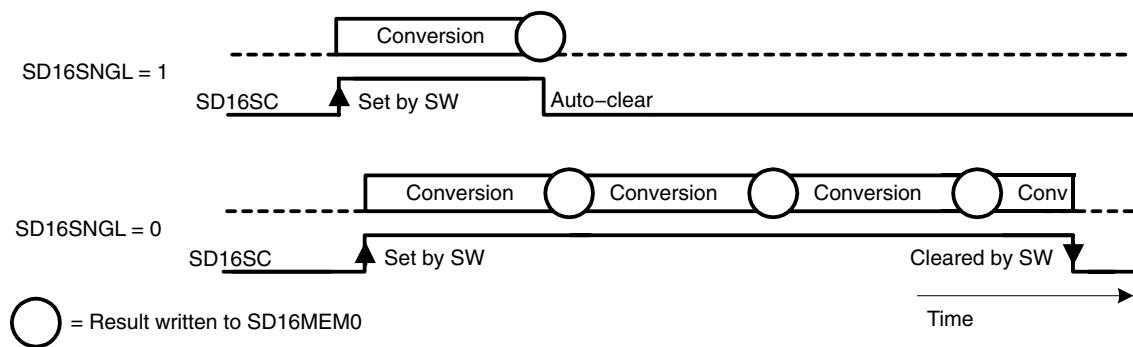 Conversion
SD16SNGL = 1
SD16SC
Set by SW
Auto−clear
Conversion
Conversion
Conversion
Conv
SD16SNGL = 0
SD16SC
Set by SW
Cleared by SW
= Result written to SD16MEM0
Time